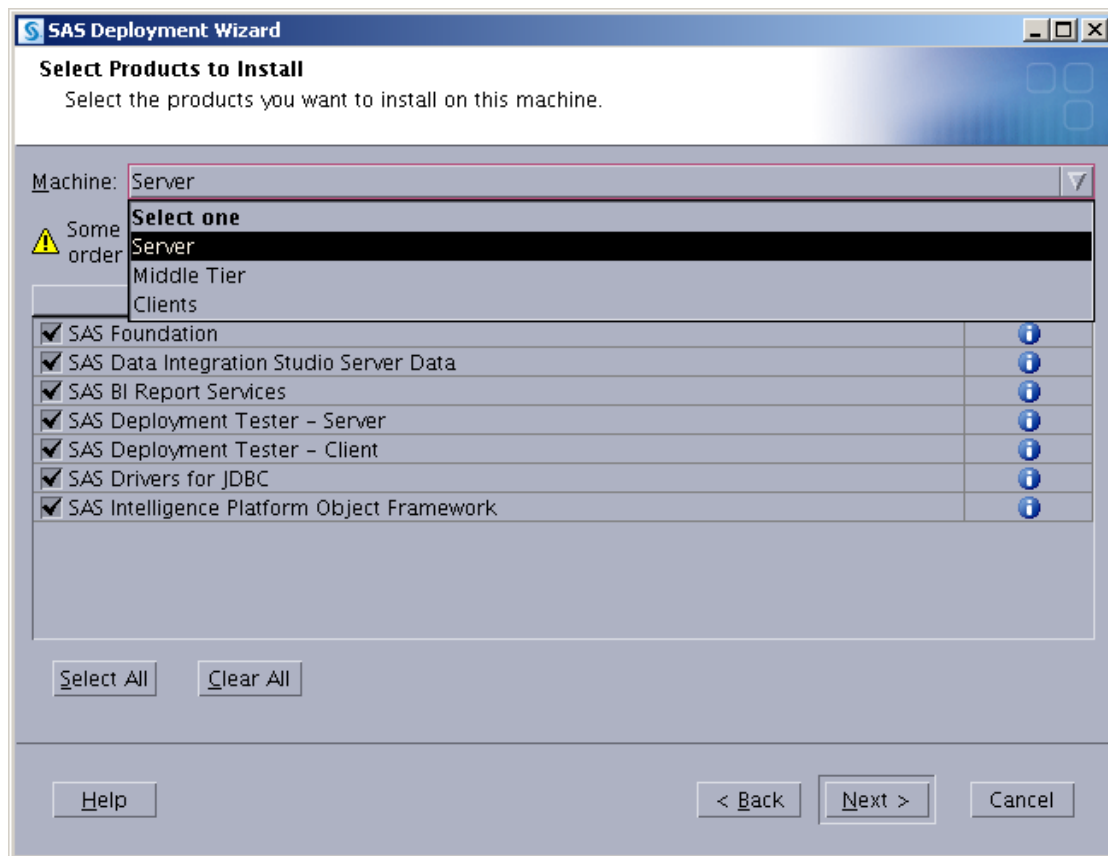 SAS Deployment Wizard
Select Products to Install
Select the products you want to install on this machine.
Machine: Server
Select one
Some
Server
order
Middle Tier
Clients
SAS Foundation
SAS Data Integration Studio Server Data
SAS BI Report Services
SAS Deployment Tester – Server
SAS Deployment Tester – Client
SAS Drivers for JDBC
SAS Intelligence Platform Object Framework
Select All Clear All
Help < Back Next > Cancel